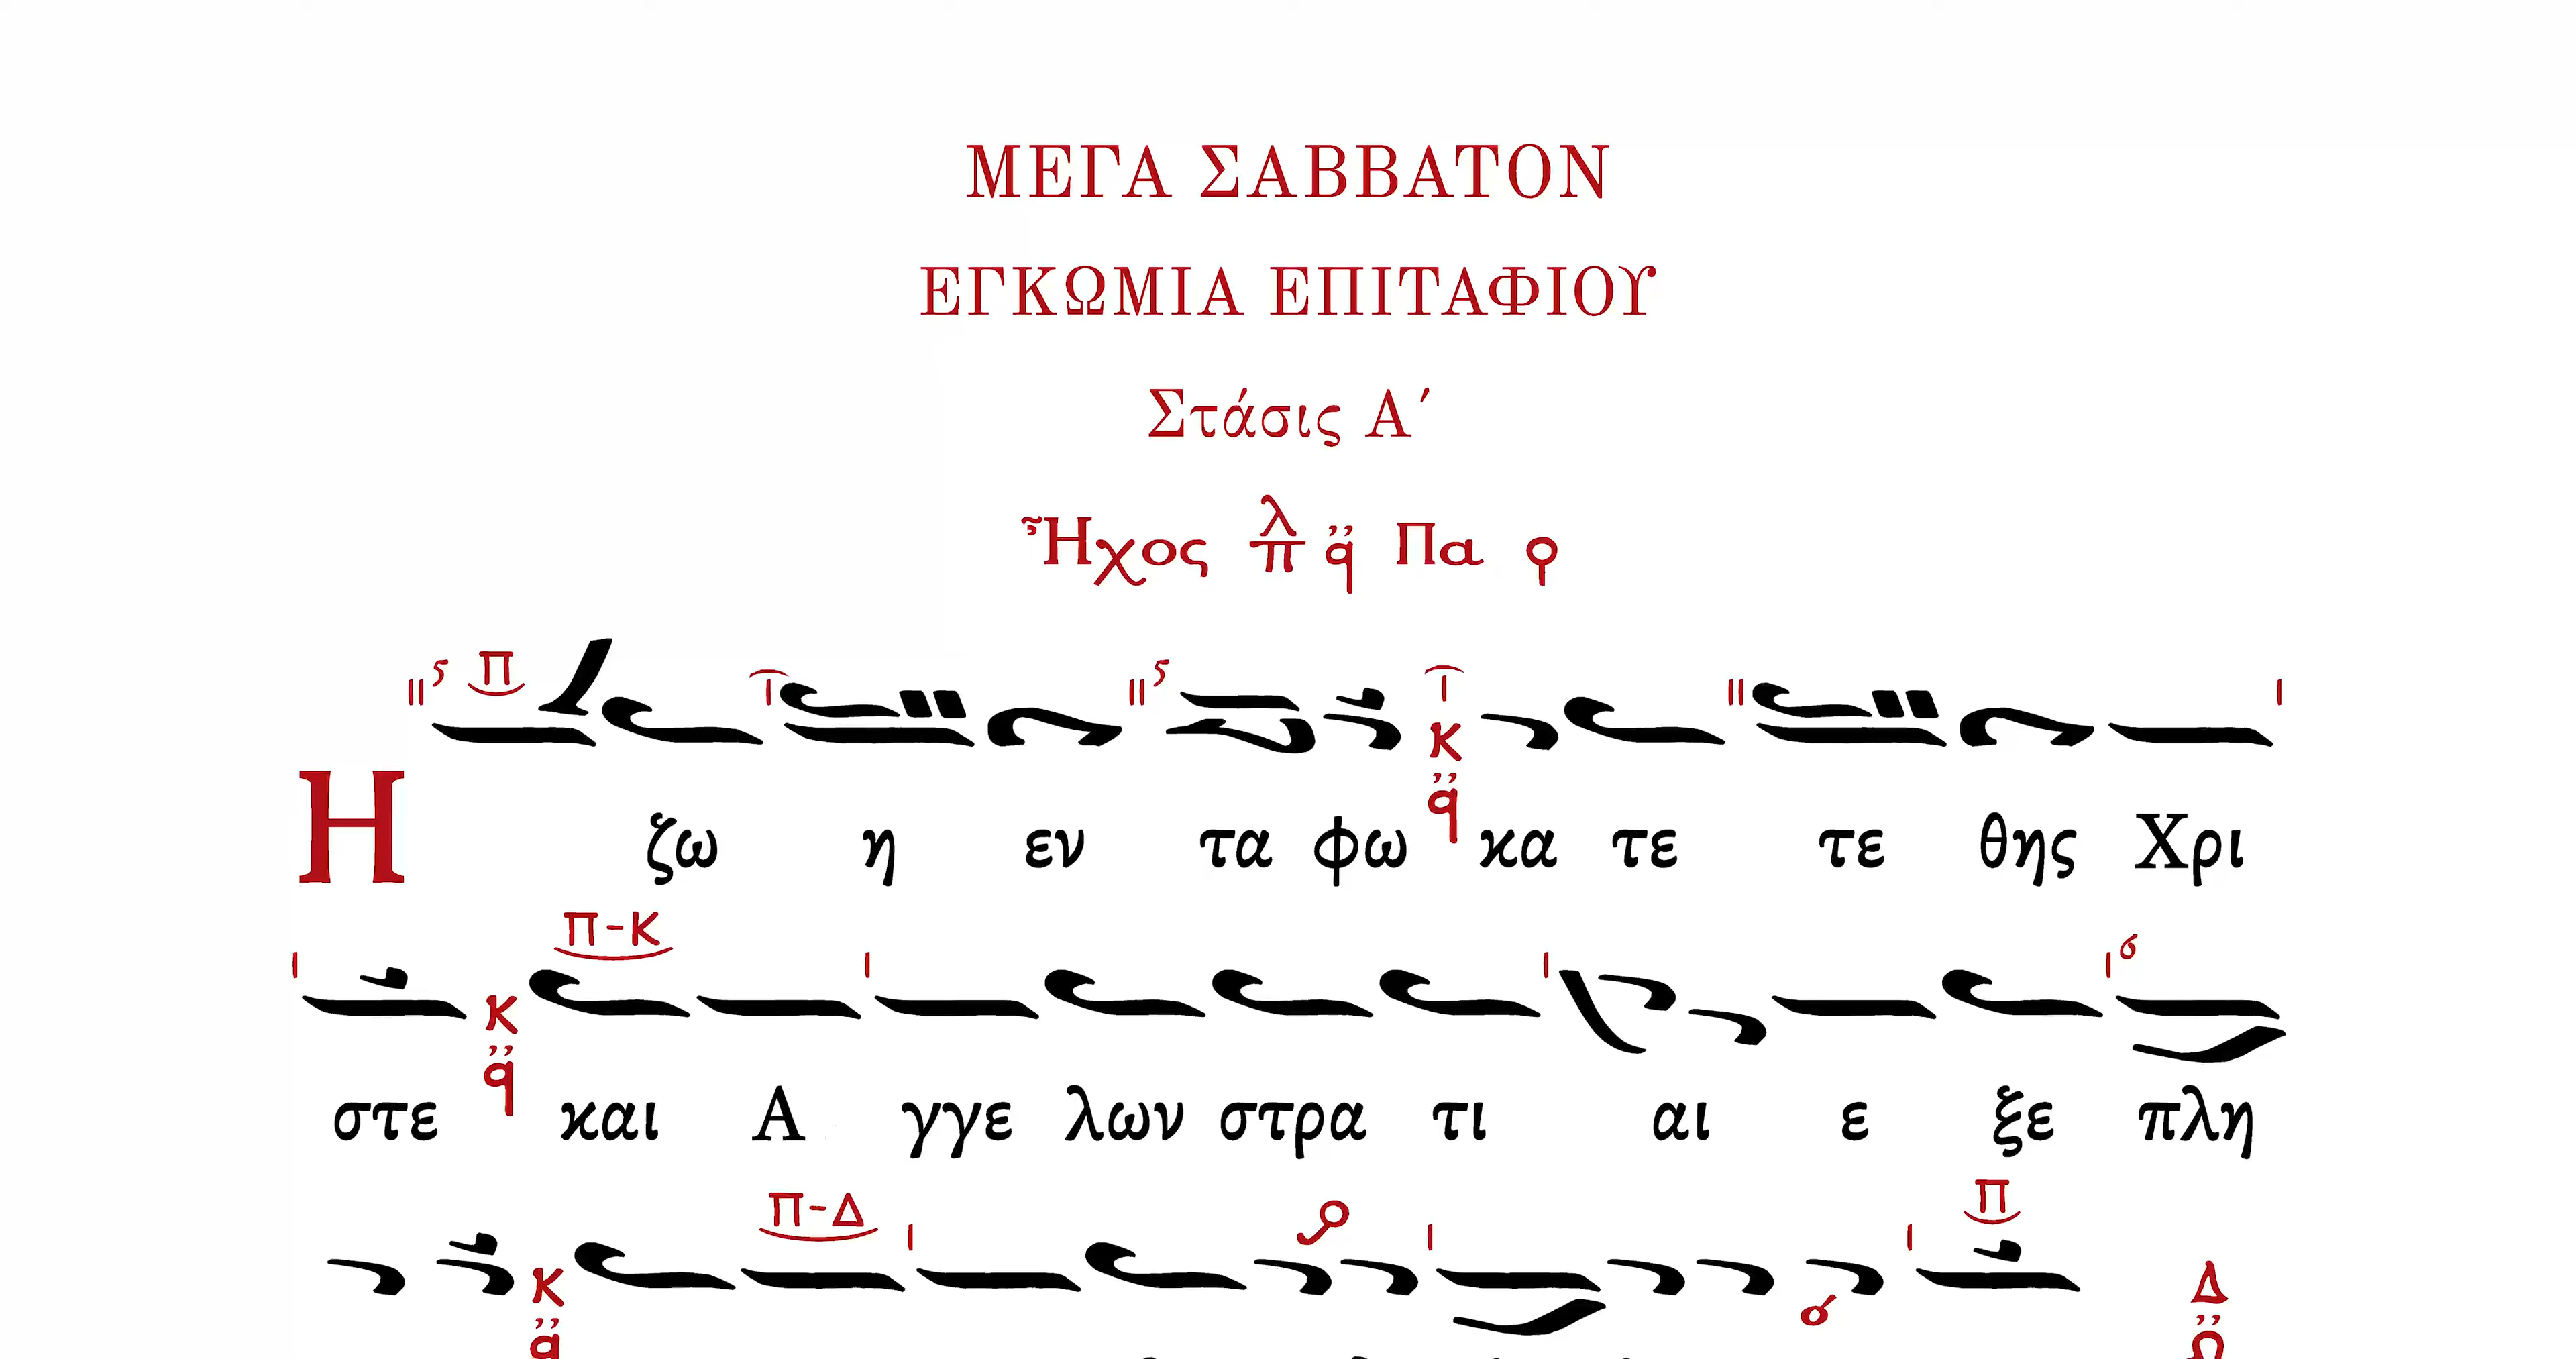 ΜΕΓΑ ΣΑΒΒΑΤΟΝ
ΕΓΚΩΜΙΑ ΕΠΙΤΑΦΙΟΥ
Στάσις Α΄
Ἦχος λ π q̈ Πα
Π
Η ζω η εν τα φω κ q̈ κα τε τε θης Χρι
Π-Κ
στε κ q̈ και Α γγε λων στρα τι αι ε ξε πλη
Π-Δ Π
κ q̈ Δ